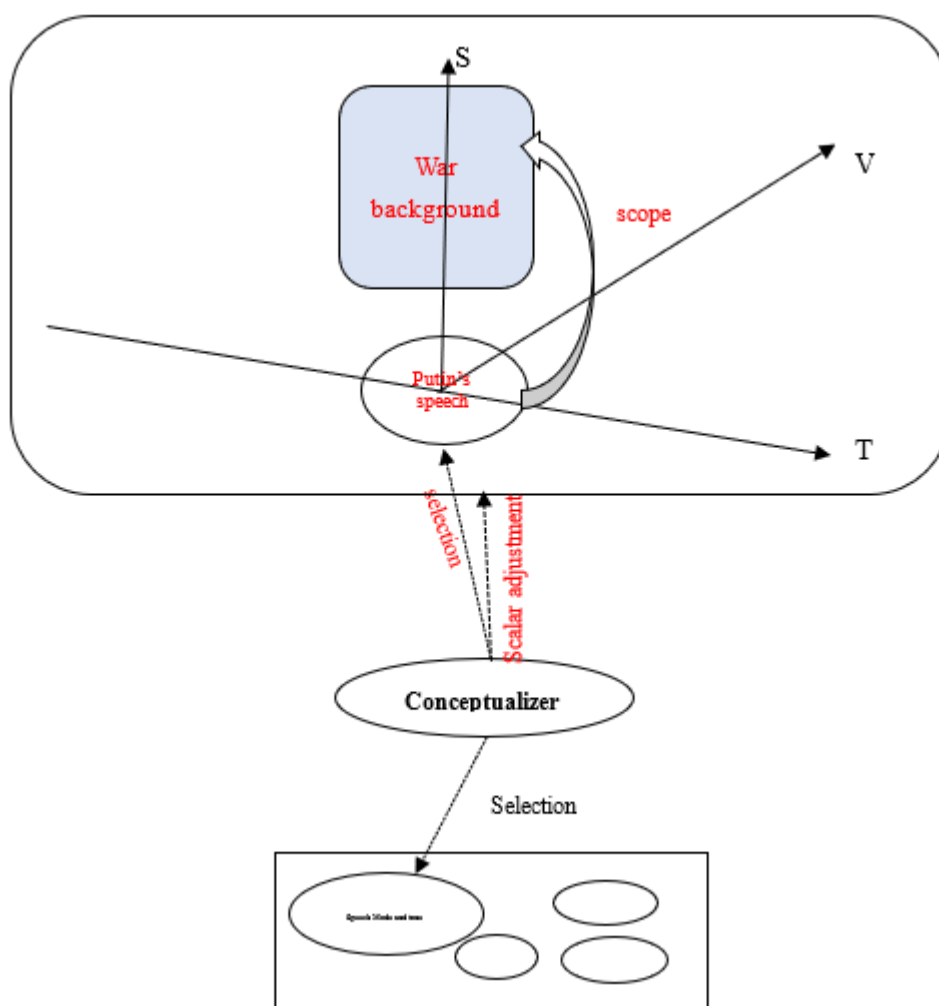 S
War
background
V
scope
Putin's
speech
T
selection
Scalar adjustment
Conceptualizer
Selection